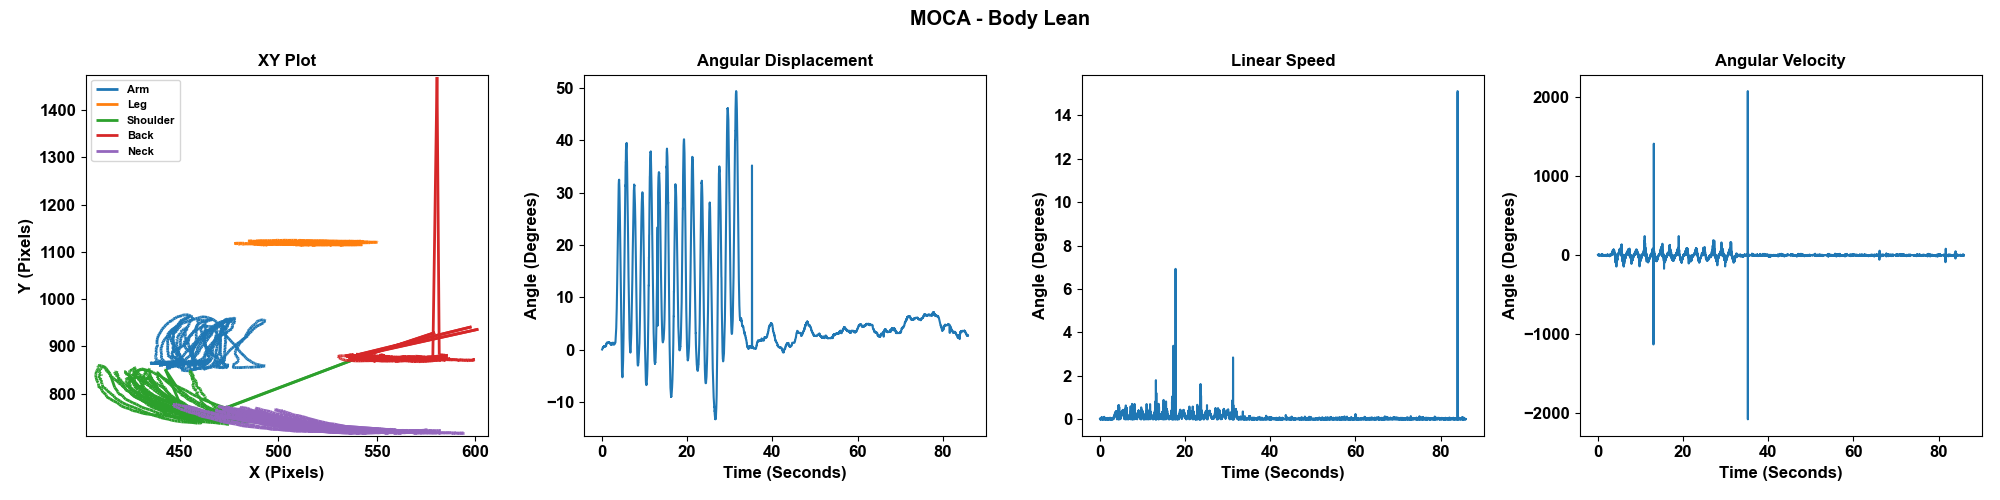 MOCA - Body Lean
XY Plot
Y (Pixels)
1400
1300
1200
1100
1000
900
800
Arm
Leg
Shoulder
Back
Neck
450
500
550
600
X (Pixels)
Angular Displacement
Angle (Degrees)
50
40
30
20
10
0
−10
0
20
40
60
80
Time (Seconds)
Linear Speed
Angle (Degrees)
14
12
10
8
6
4
2
0
0
20
40
60
80
Time (Seconds)
Angular Velocity
Angle (Degrees)
2000
1000
0
−1000
−2000
0
20
40
60
80
Time (Seconds)